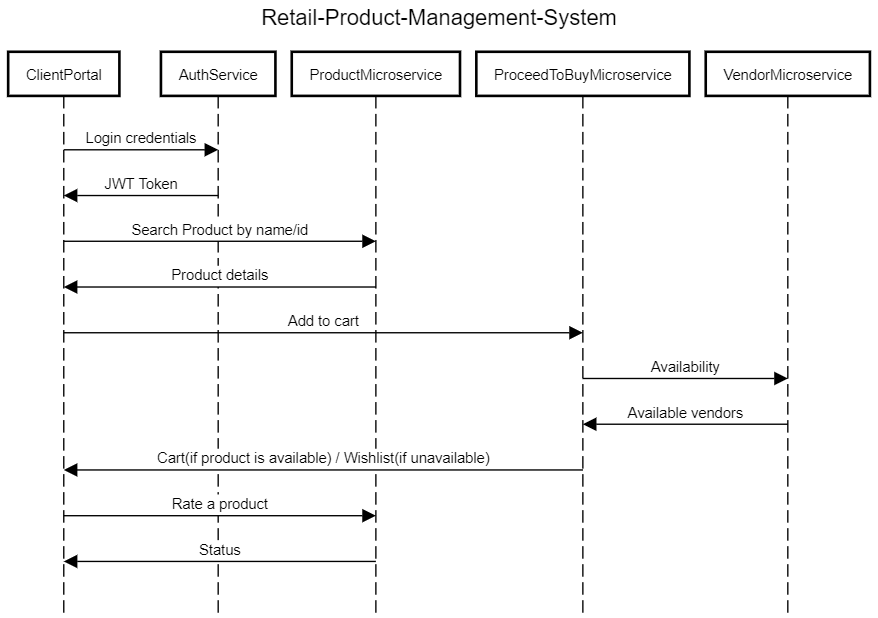 Retail-Product-Management-System
ClientPortal
AuthService
ProductMicroservice
ProceedToBuyMicroservice
VendorMicroservice
Login credentials
JWT Token
Search Product by name/id
Product details
Add to cart
Availability
Available vendors
Cart(if product is available) / Wishlist(if unavailable)
Rate a product
Status